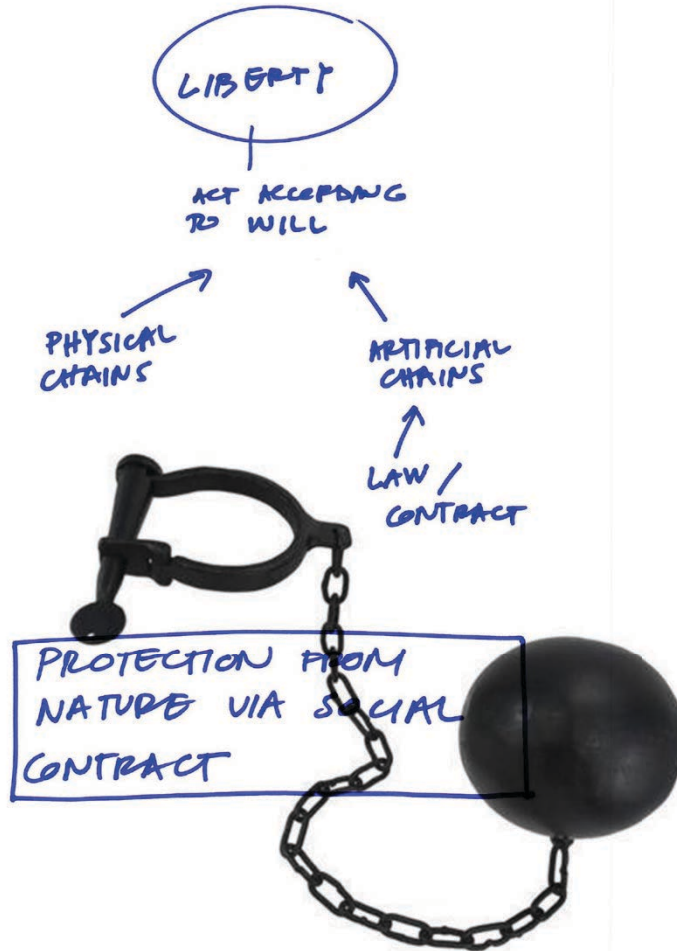 LIBERTY
ACT ACCORDING
TO WILL
PHYSICAL
CHAINS
ARTIFICIAL
CHAINS
LAW /
CONTRACT
PROTECTION FROM
NATURE VIA SOCIAL
CONTRACT